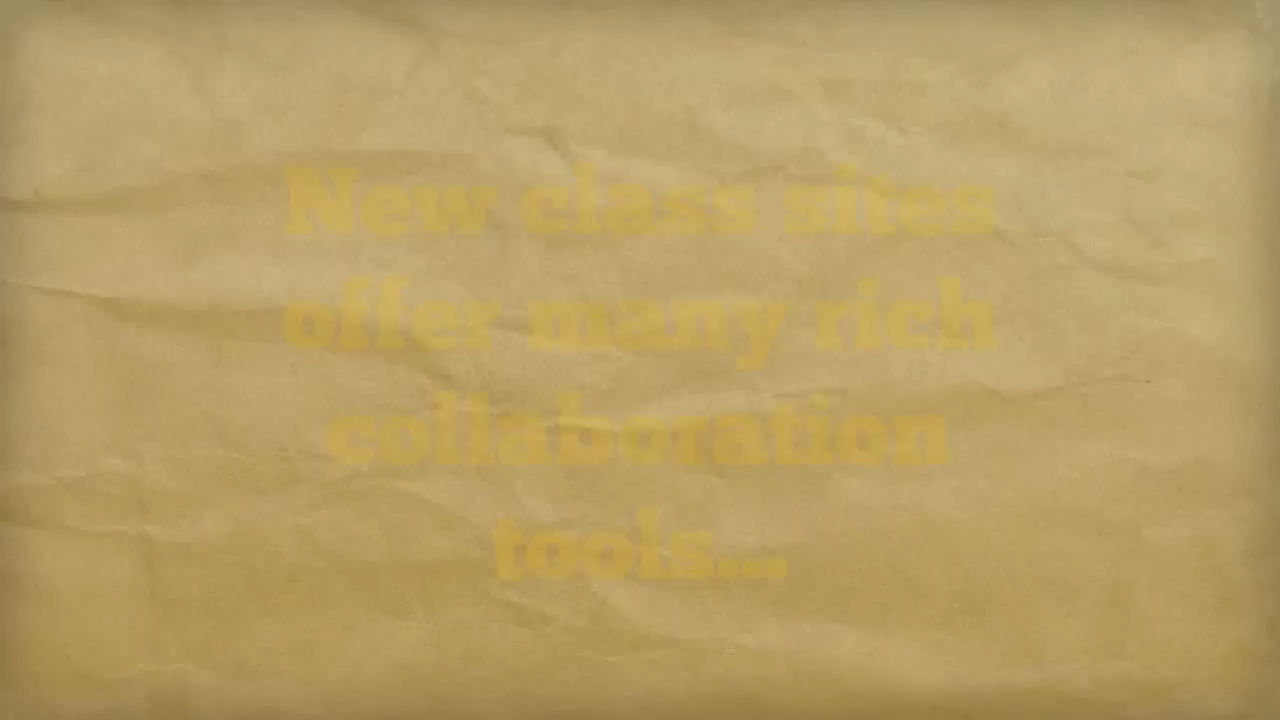 New class sites
offer many rich
collaboration
tools...